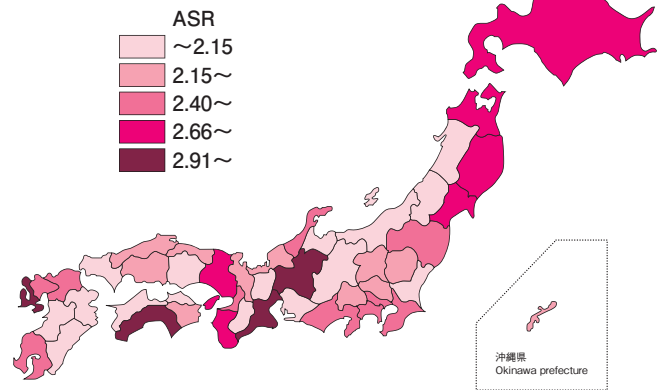 ASR
〜2.15
2.15〜
2.40〜
2.66〜
2.91〜
沖縄県
Okinawa prefecture